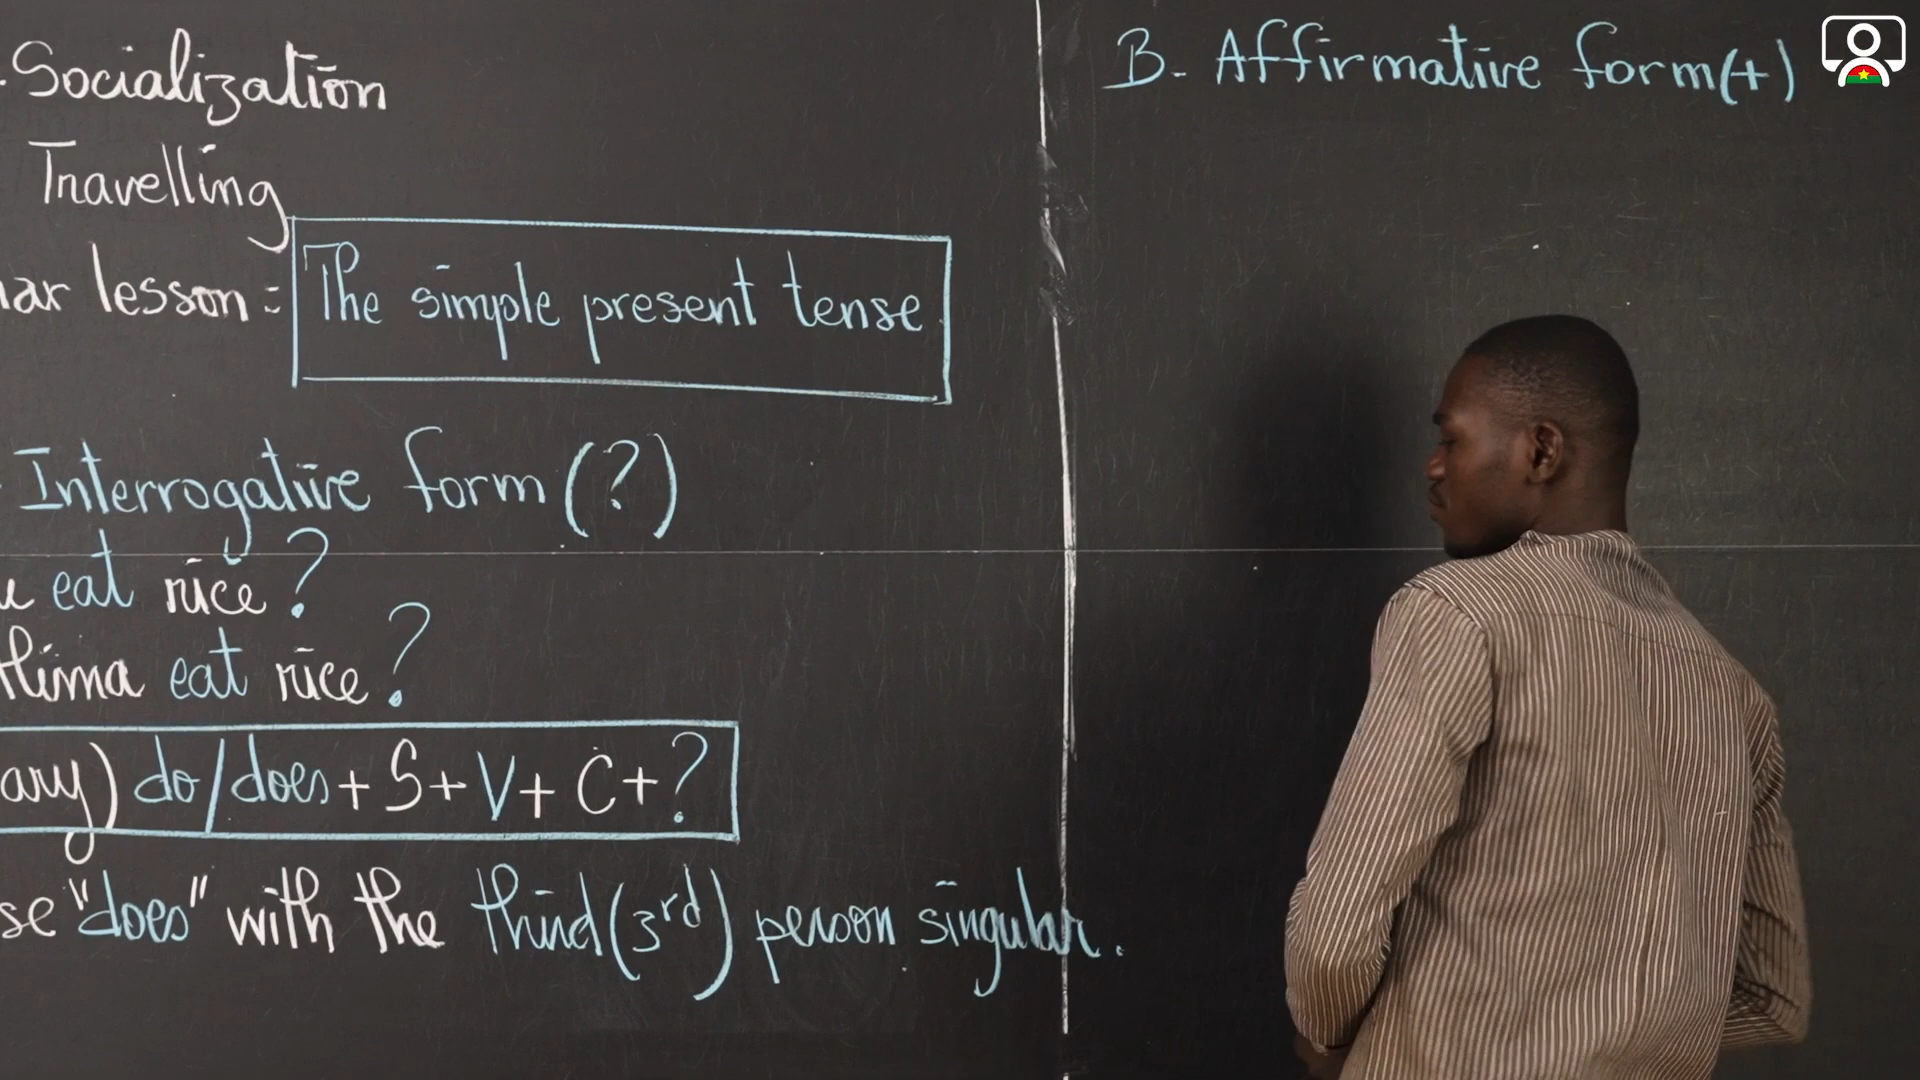 Socialization
Travelling
lesson : The simple present tense
Interrogative form (?)
eat rice ?
eat rice ?
do/does + S + V + C + ?
"does" with the third (3rd) person singular.
B- Affirmative form (+)